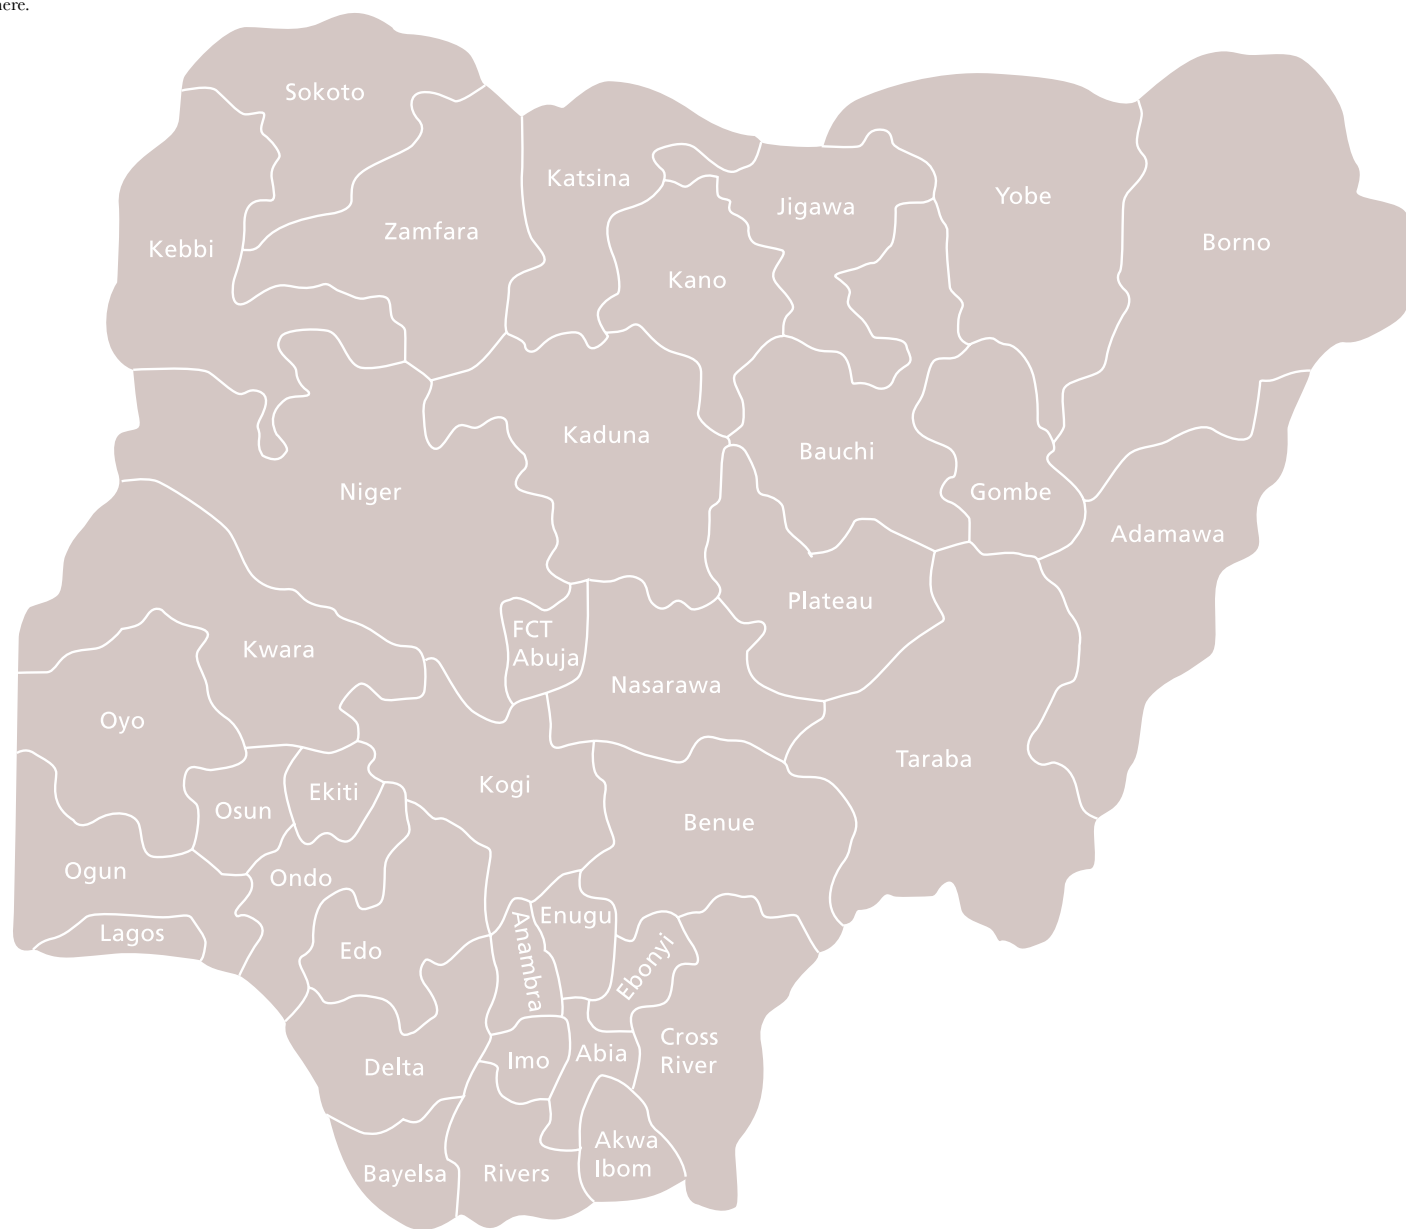 here.
Sokoto
Katsina
Yobe
Jigawa
Zamfara
Borno
Kebbi
Kano
Kaduna
Bauchi
Niger
Gombe
Adamawa
Plateau
FCT
Abuja
Kwara
Nasarawa
Oyo
Taraba
Kogi
Ekiti
Osun
Benue
Ogun
Ondo
Enugu
Lagos
Edo
Anambra
Ebonyi
Cross
River
Abia
Imo
Delta
Akwa
Ibom
Bayelsa
Rivers